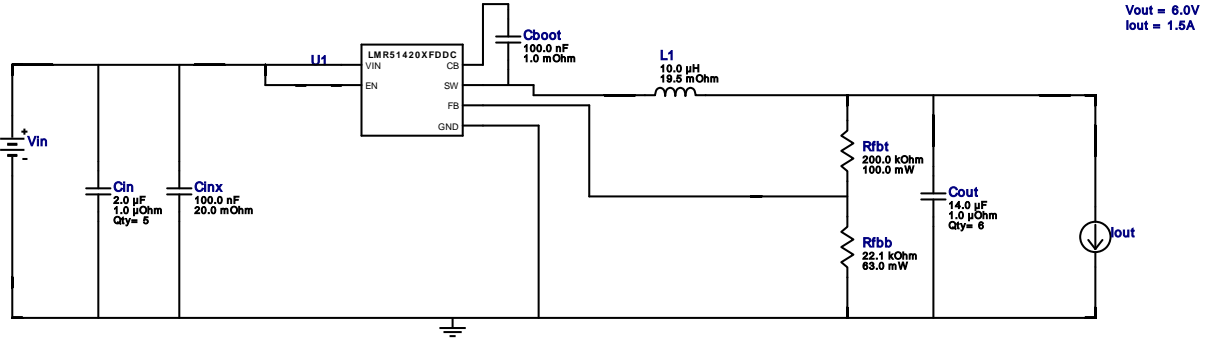 Vout = 6.0V
Iout = 1.5A
Cboot
100.0 nF
1.0 mOhm
U1
LMR51420XFDDC
VIN
CB
EN
SW
FB
GND
L1
10.0 µH
19.5 mOhm
+
Vin
-
Cin
2.0 µF
1.0 µOhm
Qty= 5
Cinx
100.0 nF
20.0 mOhm
Rfbt
200.0 kOhm
100.0 mW
Cout
14.0 µF
1.0 µOhm
Qty= 6
Iout
Rfbb
22.1 kOhm
63.0 mW